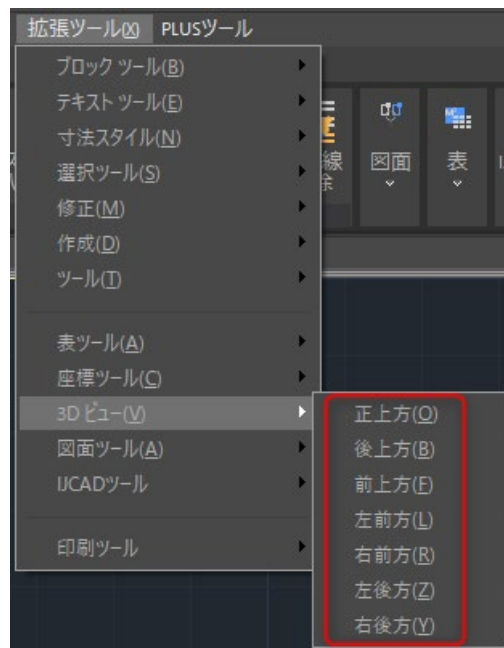 拡張ツール(X) PLUSツール
ブロック ツール(B)
テキスト ツール(E)
寸法スタイル(N)
選択ツール(S)
修正(M)
作成(D)
ツール(T)
線
除
図面
表
表ツール(A)
座標ツール(C)
3D ビュー(V)
図面ツール(A)
IJCADツール
印刷ツール
正上方(O)
後上方(B)
前上方(F)
左前方(L)
右前方(R)
左後方(Z)
右後方(Y)